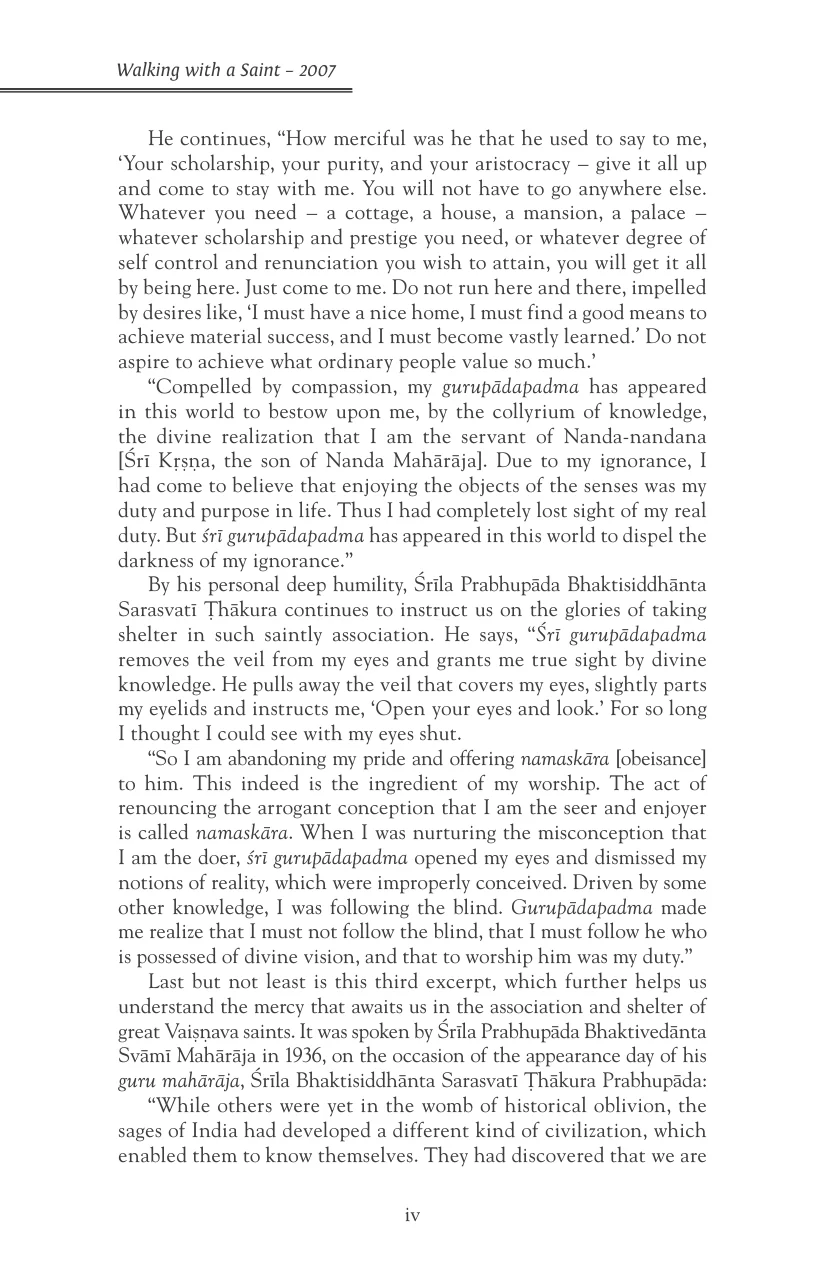 Walking with a Saint – 2007
He continues, “How merciful was he that he used to say to me,
‘Your scholarship, your purity, and your aristocracy – give it all up
and come to stay with me. You will not have to go anywhere else.
Whatever you need – a cottage, a house, a mansion, a palace –
whatever scholarship and prestige you need, or whatever degree of
self control and renunciation you wish to attain, you will get it all
by being here. Just come to me. Do not run here and there, impelled
by desires like, ‘I must have a nice home, I must find a good means to
achieve material success, and I must become vastly learned.’ Do not
aspire to achieve what ordinary people value so much.’
“Compelled by compassion, my gurupādapadma has appeared
in this world to bestow upon me, by the collyrium of knowledge,
the divine realization that I am the servant of Nanda-nandana
[Śrī Kṛṣṇa, the son of Nanda Mahārāja]. Due to my ignorance, I
had come to believe that enjoying the objects of the senses was my
duty and purpose in life. Thus I had completely lost sight of my real
duty. But śrī gurupādapadma has appeared in this world to dispel the
darkness of my ignorance.”
By his personal deep humility, Śrīla Prabhupāda Bhaktisiddhānta
Sarasvatī Ṭhākura continues to instruct us on the glories of taking
shelter in such saintly association. He says, “Śrī gurupādapadma
removes the veil from my eyes and grants me true sight by divine
knowledge. He pulls away the veil that covers my eyes, slightly parts
my eyelids and instructs me, ‘Open your eyes and look.’ For so long
I thought I could see with my eyes shut.
“So I am abandoning my pride and offering namaskāra [obeisance]
to him. This indeed is the ingredient of my worship. The act of
renouncing the arrogant conception that I am the seer and enjoyer
is called namaskāra. When I was nurturing the misconception that
I am the doer, śrī gurupādapadma opened my eyes and dismissed my
notions of reality, which were improperly conceived. Driven by some
other knowledge, I was following the blind. Gurupādapadma made
me realize that I must not follow the blind, that I must follow he who
is possessed of divine vision, and that to worship him was my duty.”
Last but not least is this third excerpt, which further helps us
understand the mercy that awaits us in the association and shelter of
great Vaiṣṇava saints. It was spoken by Śrīla Prabhupāda Bhaktivedānta
Svāmī Mahārāja in 1936, on the occasion of the appearance day of his
guru mahārāja, Śrīla Bhaktisiddhānta Sarasvatī Ṭhākura Prabhupāda:
“While others were yet in the womb of historical oblivion, the
sages of India had developed a different kind of civilization, which
enabled them to know themselves. They had discovered that we are
iv